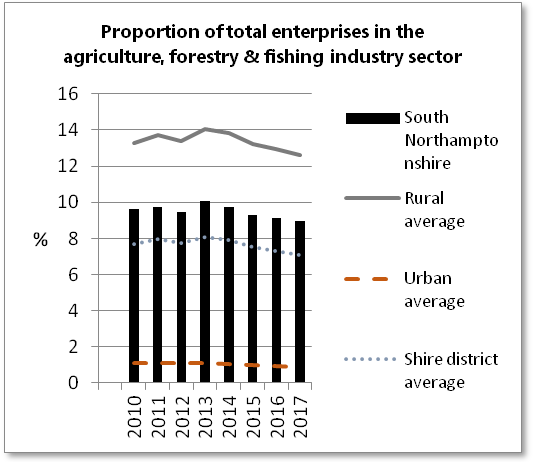 Proportion of total enterprises in the
agriculture, forestry & fishing industry sector
16
14
12
10
8
6
4
2
0
%
2010
2011
2012
2013
2014
2015
2016
2017
South
Northampto
nshire
Rural
average
Urban
average
Shire district
average